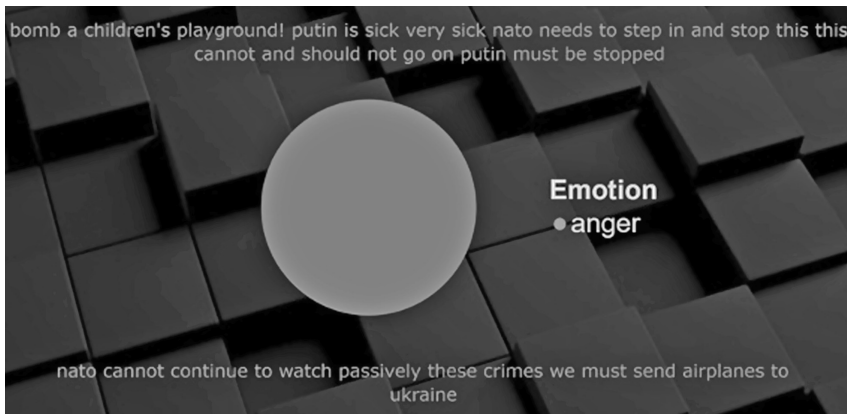 bomb a children's playground! putin is sick very sick nato needs to step in and stop this this
cannot and should not go on putin must be stopped
Emotion
anger
nato cannot continue to watch passively these crimes we must send airplanes to
ukraine